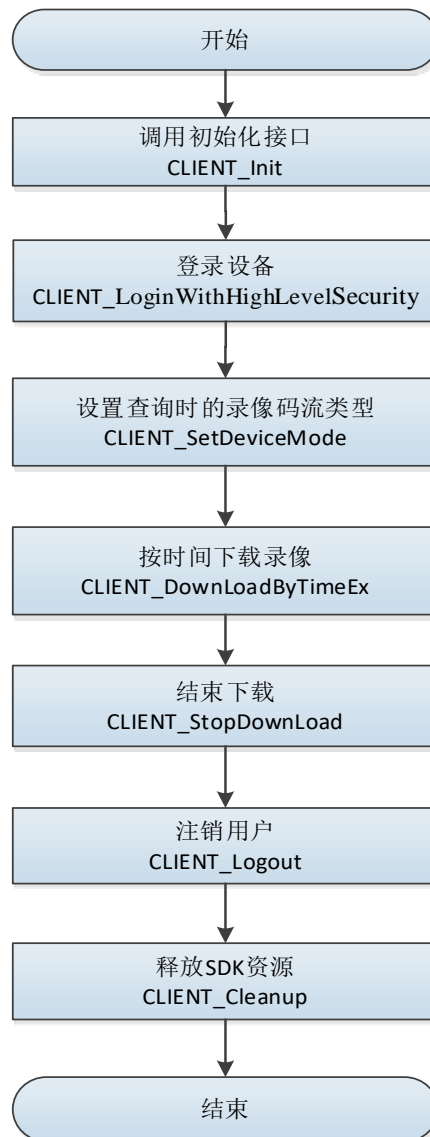 开始
调用初始化接口
CLIENT_Init
登录设备
CLIENT_LoginWithHighLevelSecurity
设置查询时的录像码流类型
CLIENT_SetDeviceMode
按时间下载录像
CLIENT_DownLoadByTimeEx
结束下载
CLIENT_StopDownLoad
注销用户
CLIENT_Logout
释放SDK资源
CLIENT_Cleanup
结束